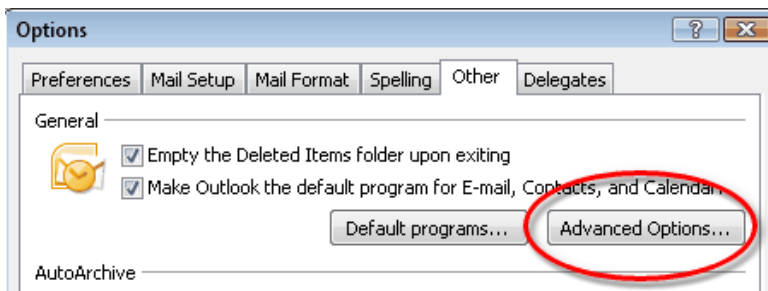 Options
Preferences Mail Setup Mail Format Spelling Other Delegates
General
Empty the Deleted Items folder upon exiting
Make Outlook the default program for E-mail, Contacts, and Calendar.
Default programs... Advanced Options...
AutoArchive